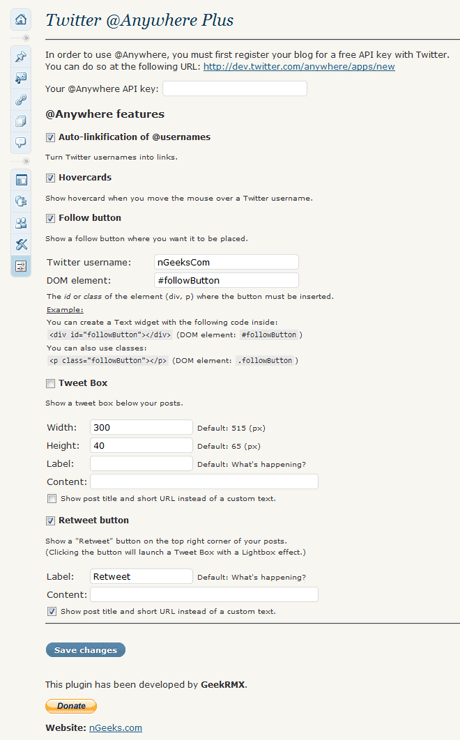 Twitter @Anywhere Plus
In order to use @Anywhere, you must first register your blog for a free API key with Twitter.
You can do so at the following URL: http://dev.twitter.com/anywhere/apps/new
Your @Anywhere API key:
@Anywhere features
Auto-linkification of @usernames
Turn Twitter usernames into links.
Hovercards
Show hovercard when you move the mouse over a Twitter username.
Follow button
Show a follow button where you want it to be placed.
Twitter username: nGeeksCom
DOM element: #followButton
The id or class of the element (div, p) where the button must be inserted.
Example:
You can create a Text widget with the following code inside:
<div id="followButton"></div> (DOM element: #followButton )
You can also use classes:
<p class="followButton"></p> (DOM element: .followButton )
Tweet Box
Show a tweet box below your posts.
Width: 300 Default: 515 (px)
Height: 40 Default: 65 (px)
Label: Default: What's happening?
Content:
Show post title and short URL instead of a custom text.
Retweet button
Show a "Retweet" button on the top right corner of your posts.
(Clicking the button will launch a Tweet Box with a Lightbox effect.)
Label: Retweet Default: What's happening?
Content:
Show post title and short URL instead of a custom text.
Save changes
This plugin has been developed by GeekRMX.
Donate
Website: nGeeks.com